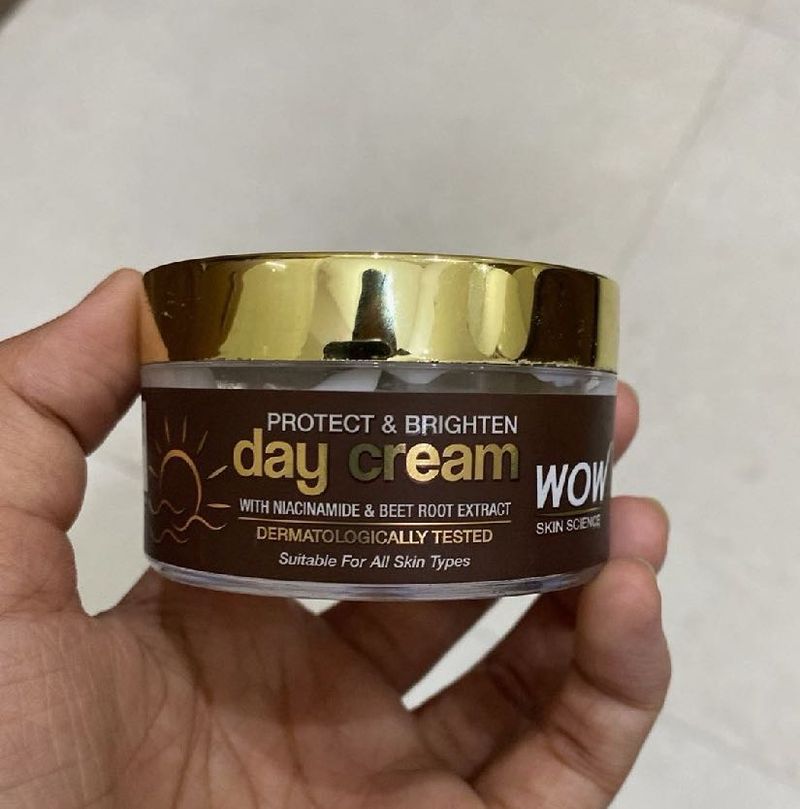 PROTECT & BRIGHTEN
day cream
WITH NIACINAMIDE & BEET ROOT EXTRACT
DERMATOLOGICALLY TESTED
Suitable For All Skin Types
WOW
SKIN SCIENCE